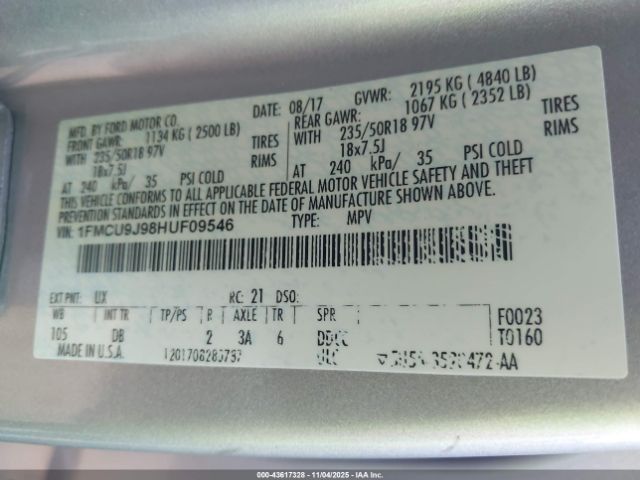 MFD. BY FORD MOTOR CO. DATE: 08/17 GVWR: 2195 KG ( 4840 LB)
FRONT GAWR: 1134 KG ( 2500 LB) REAR GAWR: 1067 KG ( 2352 LB)
WITH 235/50R18 97V TIRES WITH 235/50R18 97V TIRES
18x7.5J RIMS 18x7.5J RIMS
AT 240 kPa/ 35 PSI COLD AT 240 kPa/ 35 PSI COLD
THIS VEHICLE CONFORMS TO ALL APPLICABLE FEDERAL MOTOR VEHICLE SAFETY AND THEFT
PREVENTION STANDARDS IN EFFECT ON THE DATE OF MANUFACTURE SHOWN ABOVE.
VIN: 1FMCU9J98HUF09546 TYPE: MPV
EXT PNT: UX RC: 21 DSO:
WB INT TR TP/PS R AXLE TR SPR F0023
105 DB 2 3A 6 T0160
MADE IN U.S.A.
000-43617328 - 11/04/2025 - IAA Inc.